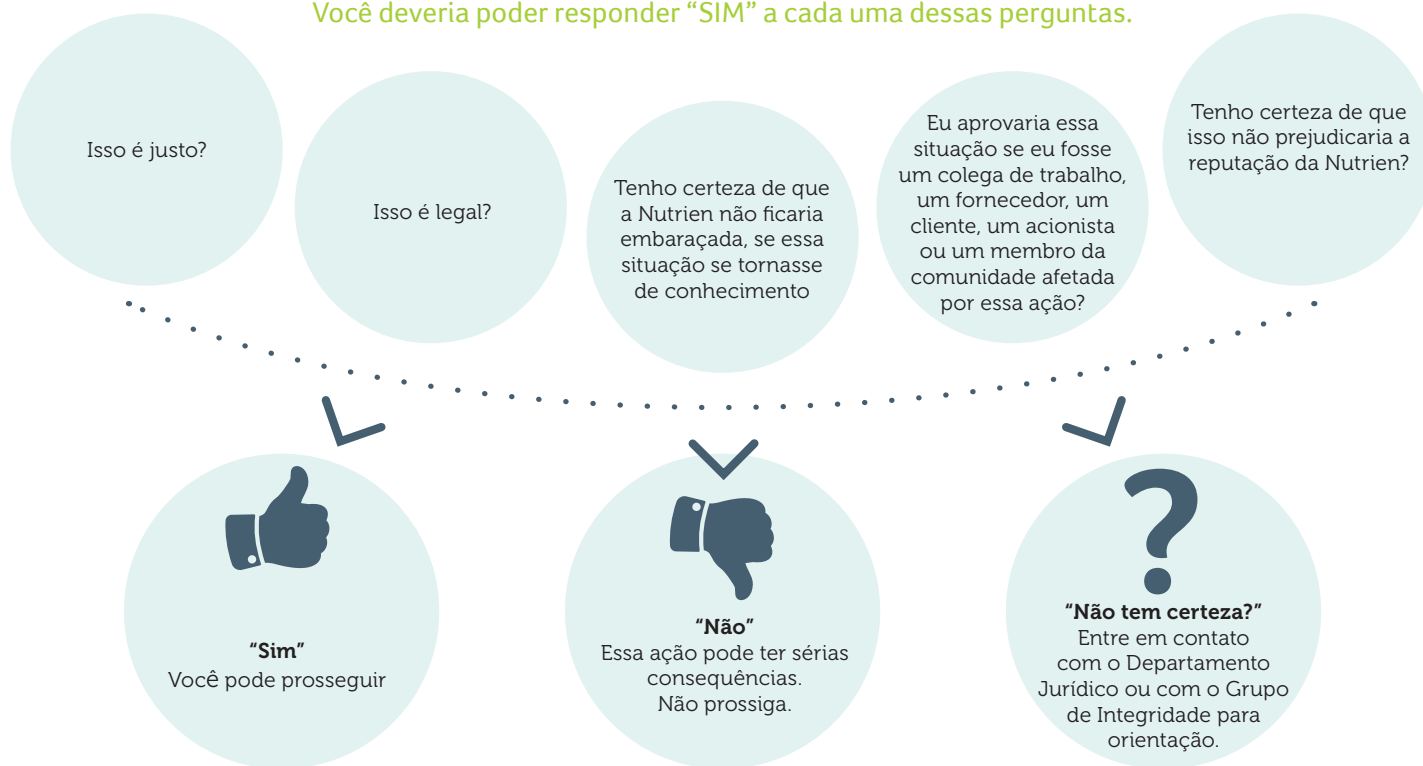 Você deveria poder responder “SIM” a cada uma dessas perguntas.
Isso é justo?
Isso é legal?
Tenho certeza de que
a Nutrien não ficaria
embaraçada, se essa
situação se tornasse
de conhecimento
Eu aprovaria essa
situação se eu fosse
um colega de trabalho,
um fornecedor, um
cliente, um acionista
ou um membro da
comunidade afetada
por essa ação?
Tenho certeza de que
isso não prejudicaria a
reputação da Nutrien?
“Sim”
Você pode prosseguir
“Não”
Essa ação pode ter sérias
consequências.
Não prossiga.
?
“Não tem certeza?”
Entre em contato
com o Departamento
Jurídico ou com o Grupo
de Integridade para
orientação.